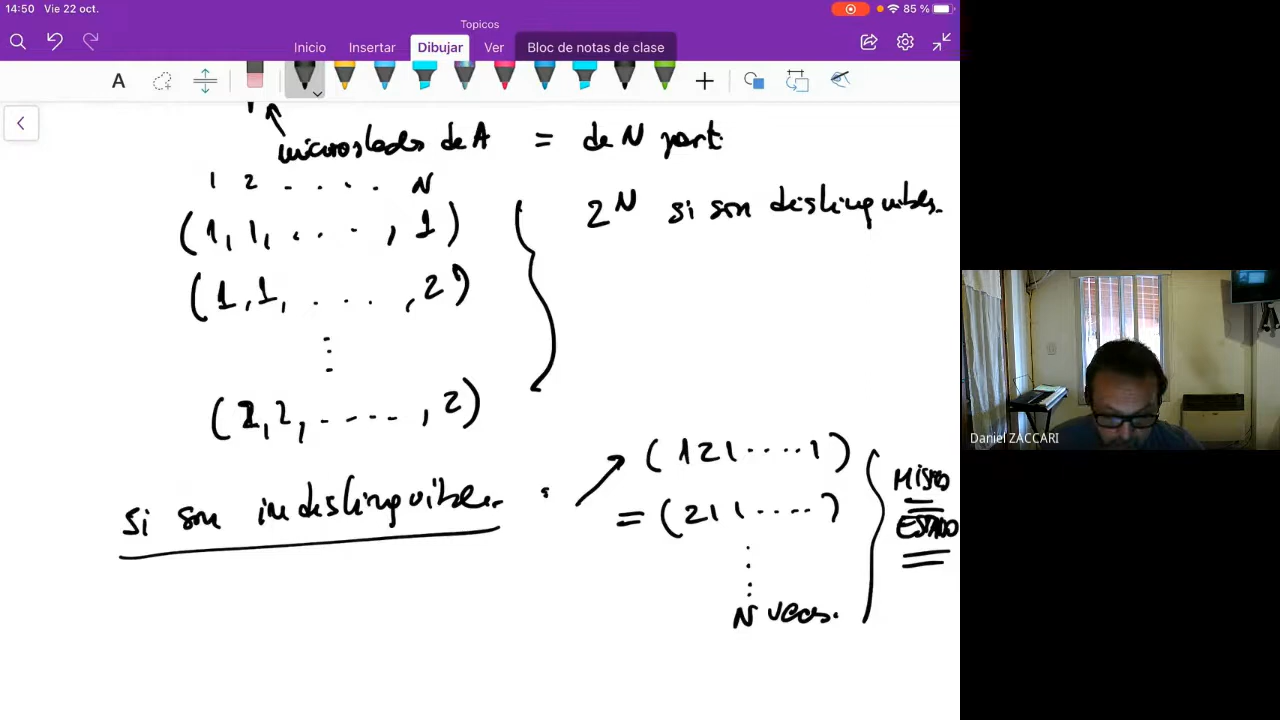 14:50 Vie 22 oct.
85 %
Topicos
Inicio Insertar Dibujar Ver Bloc de notas de clase
A
microstados de A = de N part.
1 2 . . . . N
(1, 1, . . . , 1)
2^N si son distinguibles.
(1, 1, . . . , 2)
(2, 2, . . . . , 2)
Daniel ZACCARI
si son indistinguibles.
(1 2 1 . . . . 1)
= (2 1 1 . . . . )
N veces.
MISMO
ESTADO